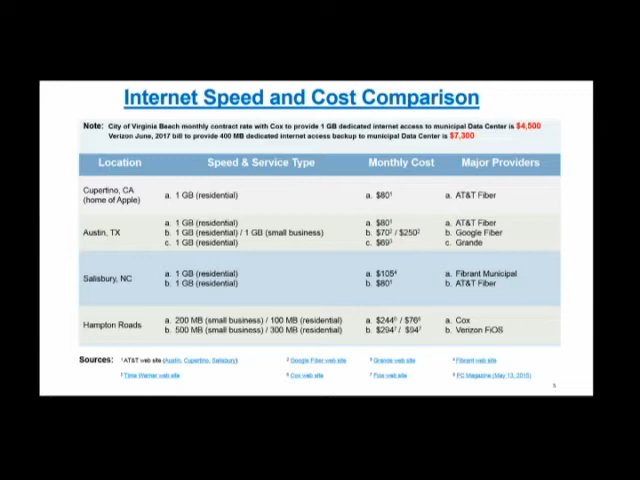 Internet Speed and Cost Comparison
Note: City of Virginia Beach monthly contract rate with Cox to provide 1 GB dedicated internet access to municipal Data Center is $4,500
Verizon June, 2017 bill to provide 400 MB dedicated internet access backup to municipal Data Center is $7,300
Location Speed & Service Type Monthly Cost Major Providers
Cupertino, CA
(home of Apple) a. 1 GB (residential) a. $80¹ a. AT&T Fiber
a. 1 GB (residential) a. $80¹ a. AT&T Fiber
Austin, TX b. 1 GB (residential) / 1 GB (small business) b. $70² / $250² b. Google Fiber
c. 1 GB (residential) c. $69³ c. Grande
Salisbury, NC a. 1 GB (residential) a. $105⁴ a. Fibrant Municipal
b. 1 GB (residential) b. $80¹ b. AT&T Fiber
Hampton Roads a. 200 MB (small business) / 100 MB (residential) a. $244⁶ / $76⁶ a. Cox
b. 500 MB (small business) / 300 MB (residential) b. $294⁷ / $94⁷ b. Verizon FiOS
Sources: ¹AT&T web site (Austin, Cupertino, Salisbury) ² Google Fiber web site ³ Grande web site ⁴ Fibrant web site
⁵ Time Warner web site ⁶ Cox web site ⁷ Fios web site ⁸ PC Magazine (May 13, 2015)